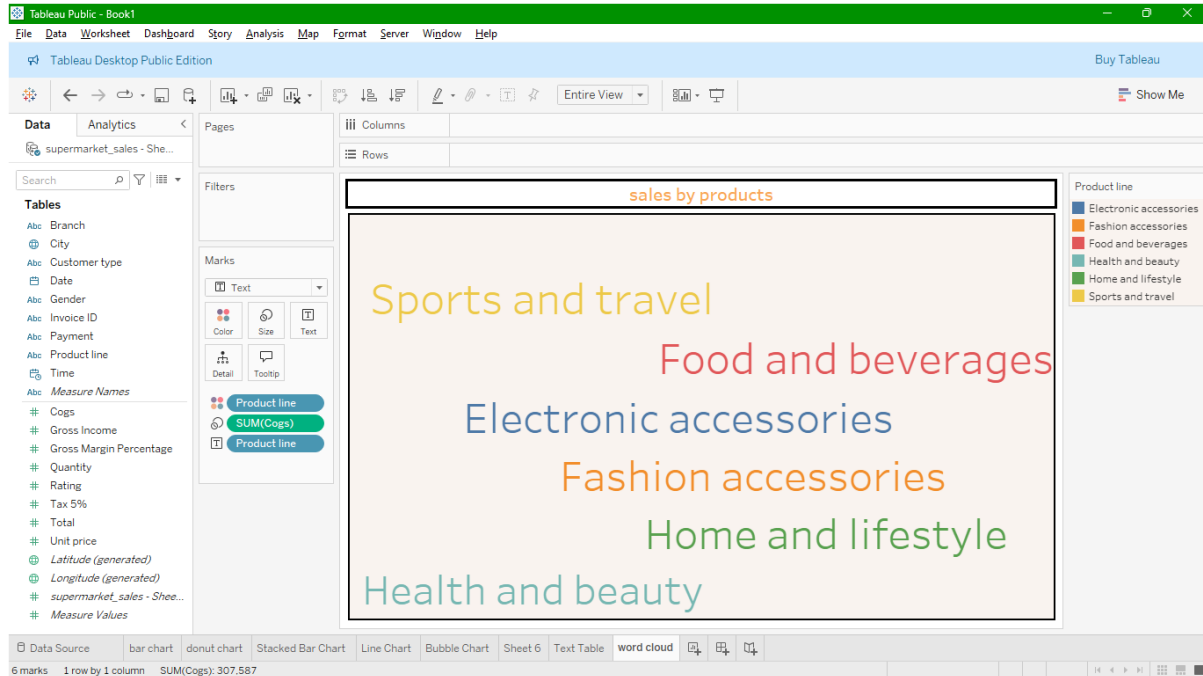 Tableau Public - Book1
File Data Worksheet Dashboard Story Analysis Map Format Server Window Help
Tableau Desktop Public Edition
Buy Tableau
Entire View
Show Me
Data Analytics
Pages
Columns
supermarket_sales - She...
Rows
Search
Filters
sales by products
Product line
Tables
Electronic accessories
Fashion accessories
Food and beverages
Health and beauty
Home and lifestyle
Sports and travel
Abc Branch
City
Abc Customer type
Date
Abc Gender
Abc Invoice ID
Abc Payment
Abc Product line
Time
Abc Measure Names
# Cogs
# Gross Income
# Gross Margin Percentage
# Quantity
# Rating
# Tax 5%
# Total
# Unit price
Latitude (generated)
Longitude (generated)
# supermarket_sales - Shee...
# Measure Values
Marks
T Text
Color Size Text
Detail Tooltip
Product line
SUM(Cogs)
T Product line
Sports and travel
Food and beverages
Electronic accessories
Fashion accessories
Home and lifestyle
Health and beauty
Data Source bar chart donut chart Stacked Bar Chart Line Chart Bubble Chart Sheet 6 Text Table word cloud
6 marks 1 row by 1 column SUM(Cogs): 307,587